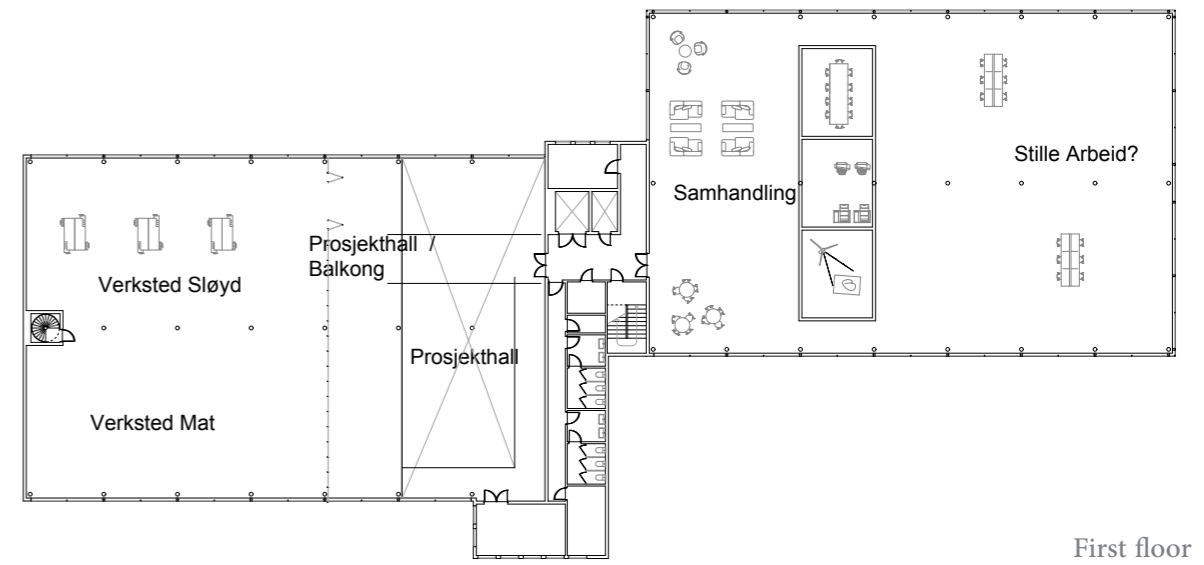 Stille Arbeid?
Samhandling
Prosjekthall /
Balkong
Verksted Sløyd
Prosjekthall
Verksted Mat
First floor